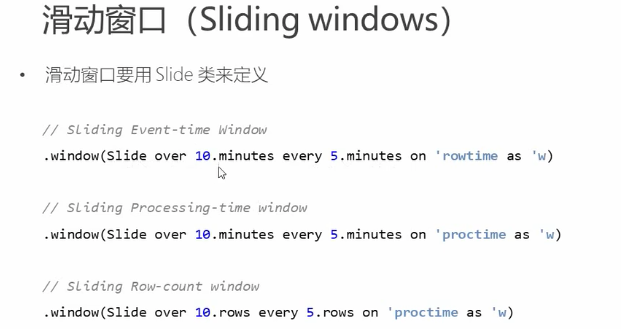 滑动窗口（Sliding windows）
• 滑动窗口要用 Slide 类来定义
// Sliding Event-time Window
.window(Slide over 10.minutes every 5.minutes on 'rowtime as 'w)
// Sliding Processing-time window
.window(Slide over 10.minutes every 5.minutes on 'proctime as 'w)
// Sliding Row-count window
.window(Slide over 10.rows every 5.rows on 'proctime as 'w)